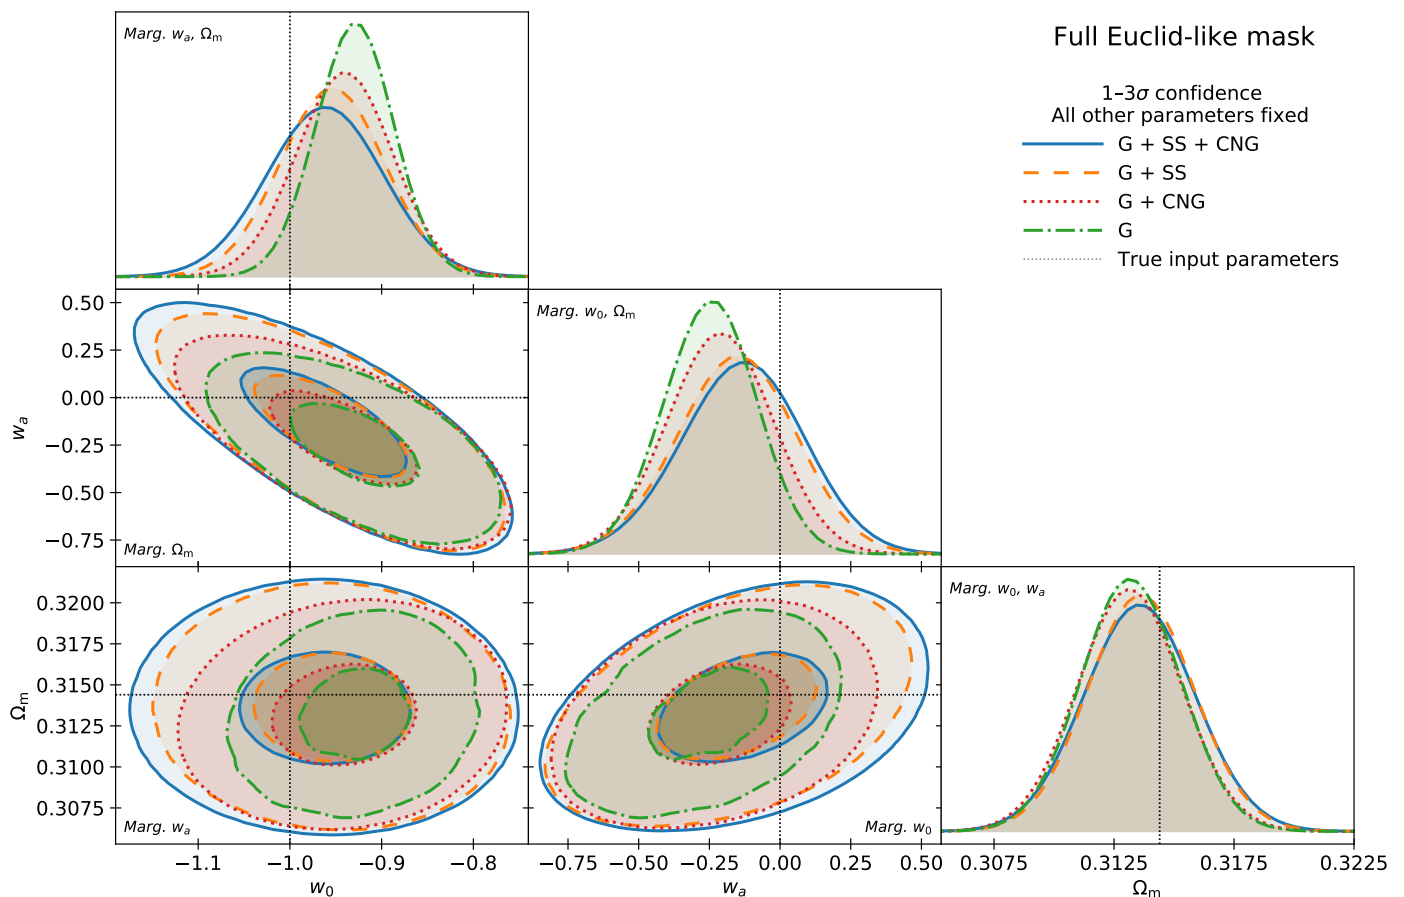 Marg. wₐ, Ωₘ
Full Euclid-like mask
1–3σ confidence
All other parameters fixed
G + SS + CNG
G + SS
G + CNG
G
True input parameters
0.50
0.25
0.00
−0.25
−0.50
−0.75
wₐ
Marg. Ωₘ
Marg. w₀, Ωₘ
0.3200
0.3175
0.3150
0.3125
0.3100
0.3075
Ωₘ
Marg. wₐ
Marg. w₀
Marg. w₀, wₐ
−1.1 −1.0 −0.9 −0.8
w₀
−0.75 −0.50 −0.25 0.00 0.25 0.50
wₐ
0.3075 0.3125 0.3175 0.3225
Ωₘ